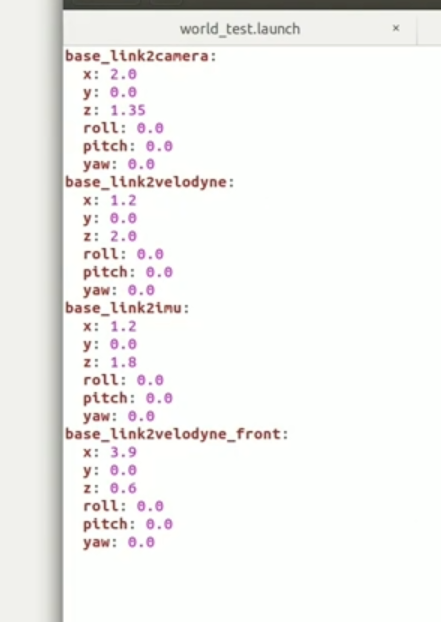 world_test.launch ×
base_link2camera:
x: 2.0
y: 0.0
z: 1.35
roll: 0.0
pitch: 0.0
yaw: 0.0
base_link2velodyne:
x: 1.2
y: 0.0
z: 2.0
roll: 0.0
pitch: 0.0
yaw: 0.0
base_link2imu:
x: 1.2
y: 0.0
z: 1.8
roll: 0.0
pitch: 0.0
yaw: 0.0
base_link2velodyne_front:
x: 3.9
y: 0.0
z: 0.6
roll: 0.0
pitch: 0.0
yaw: 0.0